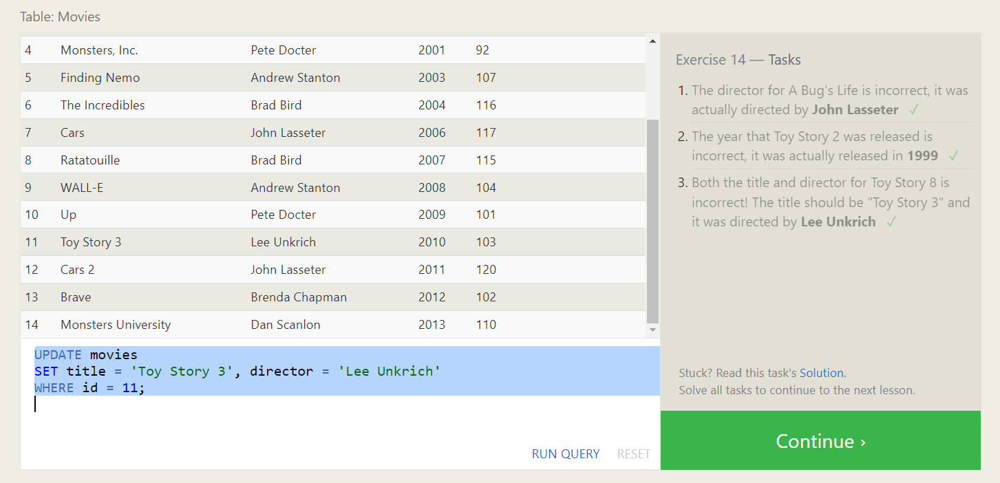 Table: Movies
4 Monsters, Inc. Pete Docter 2001 92
5 Finding Nemo Andrew Stanton 2003 107
6 The Incredibles Brad Bird 2004 116
7 Cars John Lasseter 2006 117
8 Ratatouille Brad Bird 2007 115
9 WALL-E Andrew Stanton 2008 104
10 Up Pete Docter 2009 101
11 Toy Story 3 Lee Unkrich 2010 103
12 Cars 2 John Lasseter 2011 120
13 Brave Brenda Chapman 2012 102
14 Monsters University Dan Scanlon 2013 110
UPDATE movies
SET title = 'Toy Story 3', director = 'Lee Unkrich'
WHERE id = 11;
RUN QUERY RESET
Exercise 14 — Tasks
1. The director for A Bug's Life is incorrect, it was
actually directed by John Lasseter ✓
2. The year that Toy Story 2 was released is
incorrect, it was actually released in 1999 ✓
3. Both the title and director for Toy Story 8 is
incorrect! The title should be "Toy Story 3" and
it was directed by Lee Unkrich ✓
Stuck? Read this task's Solution.
Solve all tasks to continue to the next lesson.
Continue ›